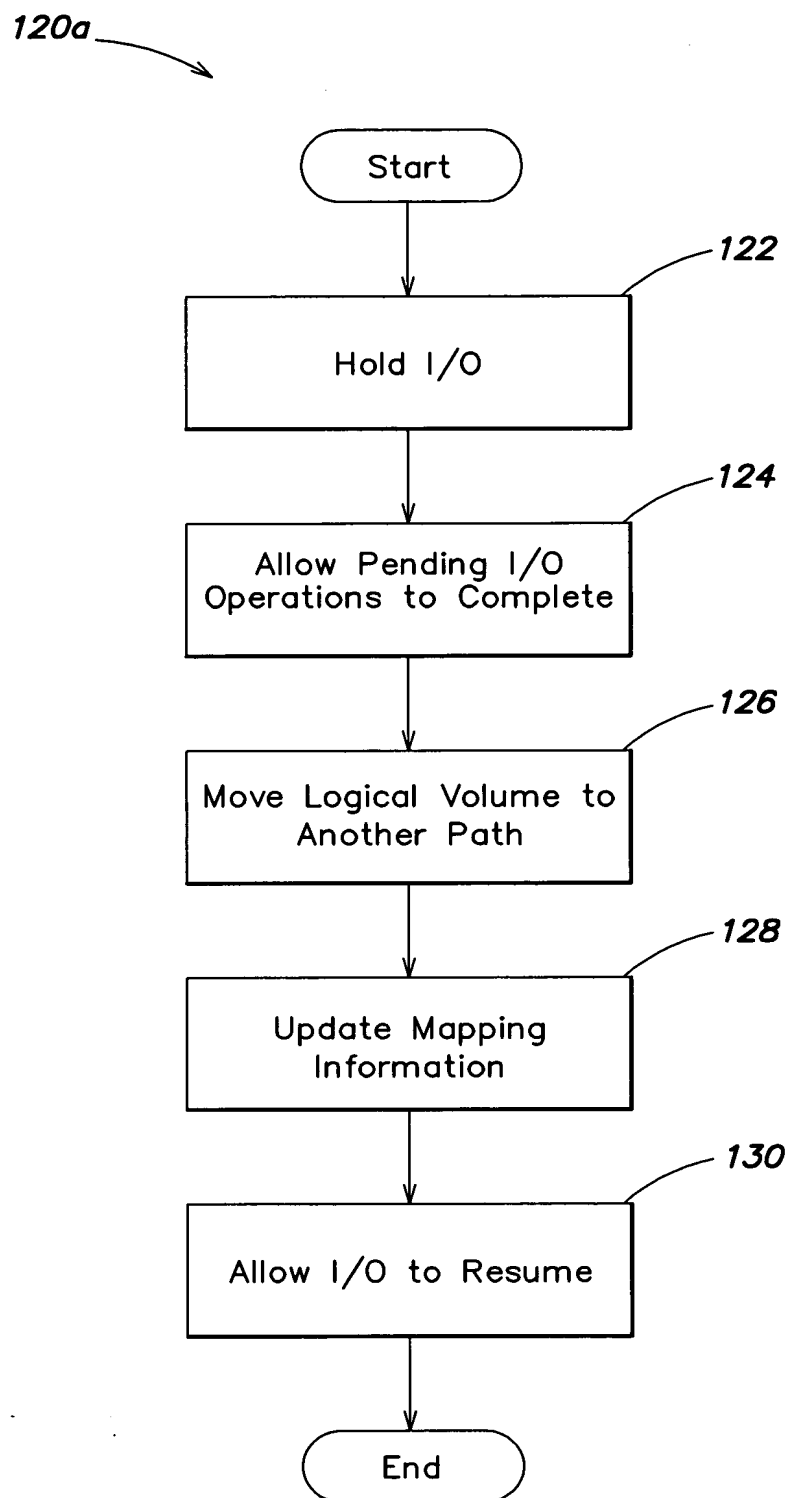 120a
Start
122
Hold I/O
124
Allow Pending I/O
Operations to Complete
126
Move Logical Volume to
Another Path
128
Update Mapping
Information
130
Allow I/O to Resume
End